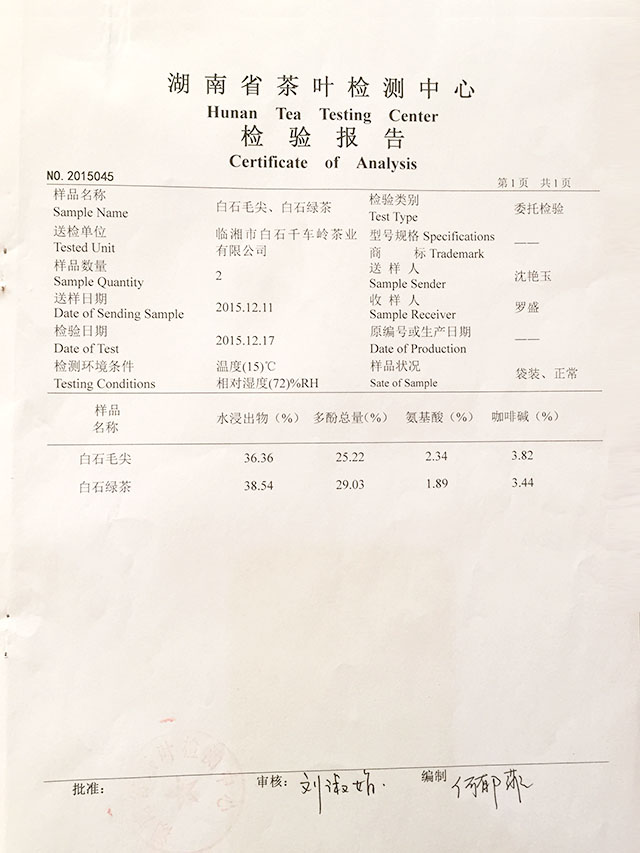 湖南省茶叶检测中心
Hunan Tea Testing Center
检验报告
Certificate of Analysis
NO. 2015045 第1页 共1页
样品名称 Sample Name 白石毛尖、白石绿茶 检验类别 Test Type 委托检验
送检单位 Tested Unit 临湘市白石千车岭茶业有限公司 型号规格 Specifications 商 标 Trademark ——
样品数量 Sample Quantity 2 送 样 人 Sample Sender 沈艳玉
送样日期 Date of Sending Sample 2015.12.11 收 样 人 Sample Receiver 罗盛
检验日期 Date of Test 2015.12.17 原编号或生产日期 Date of Production ——
检测环境条件 Testing Conditions 温度(15)℃ 相对湿度(72)%RH 样品状况 Sate of Sample 袋装、正常
样品名称 水浸出物（%） 多酚总量(%) 氨基酸（%） 咖啡碱（%）
白石毛尖 36.36 25.22 2.34 3.82
白石绿茶 38.54 29.03 1.89 3.44
批准： 审核：刘淑娟 编制